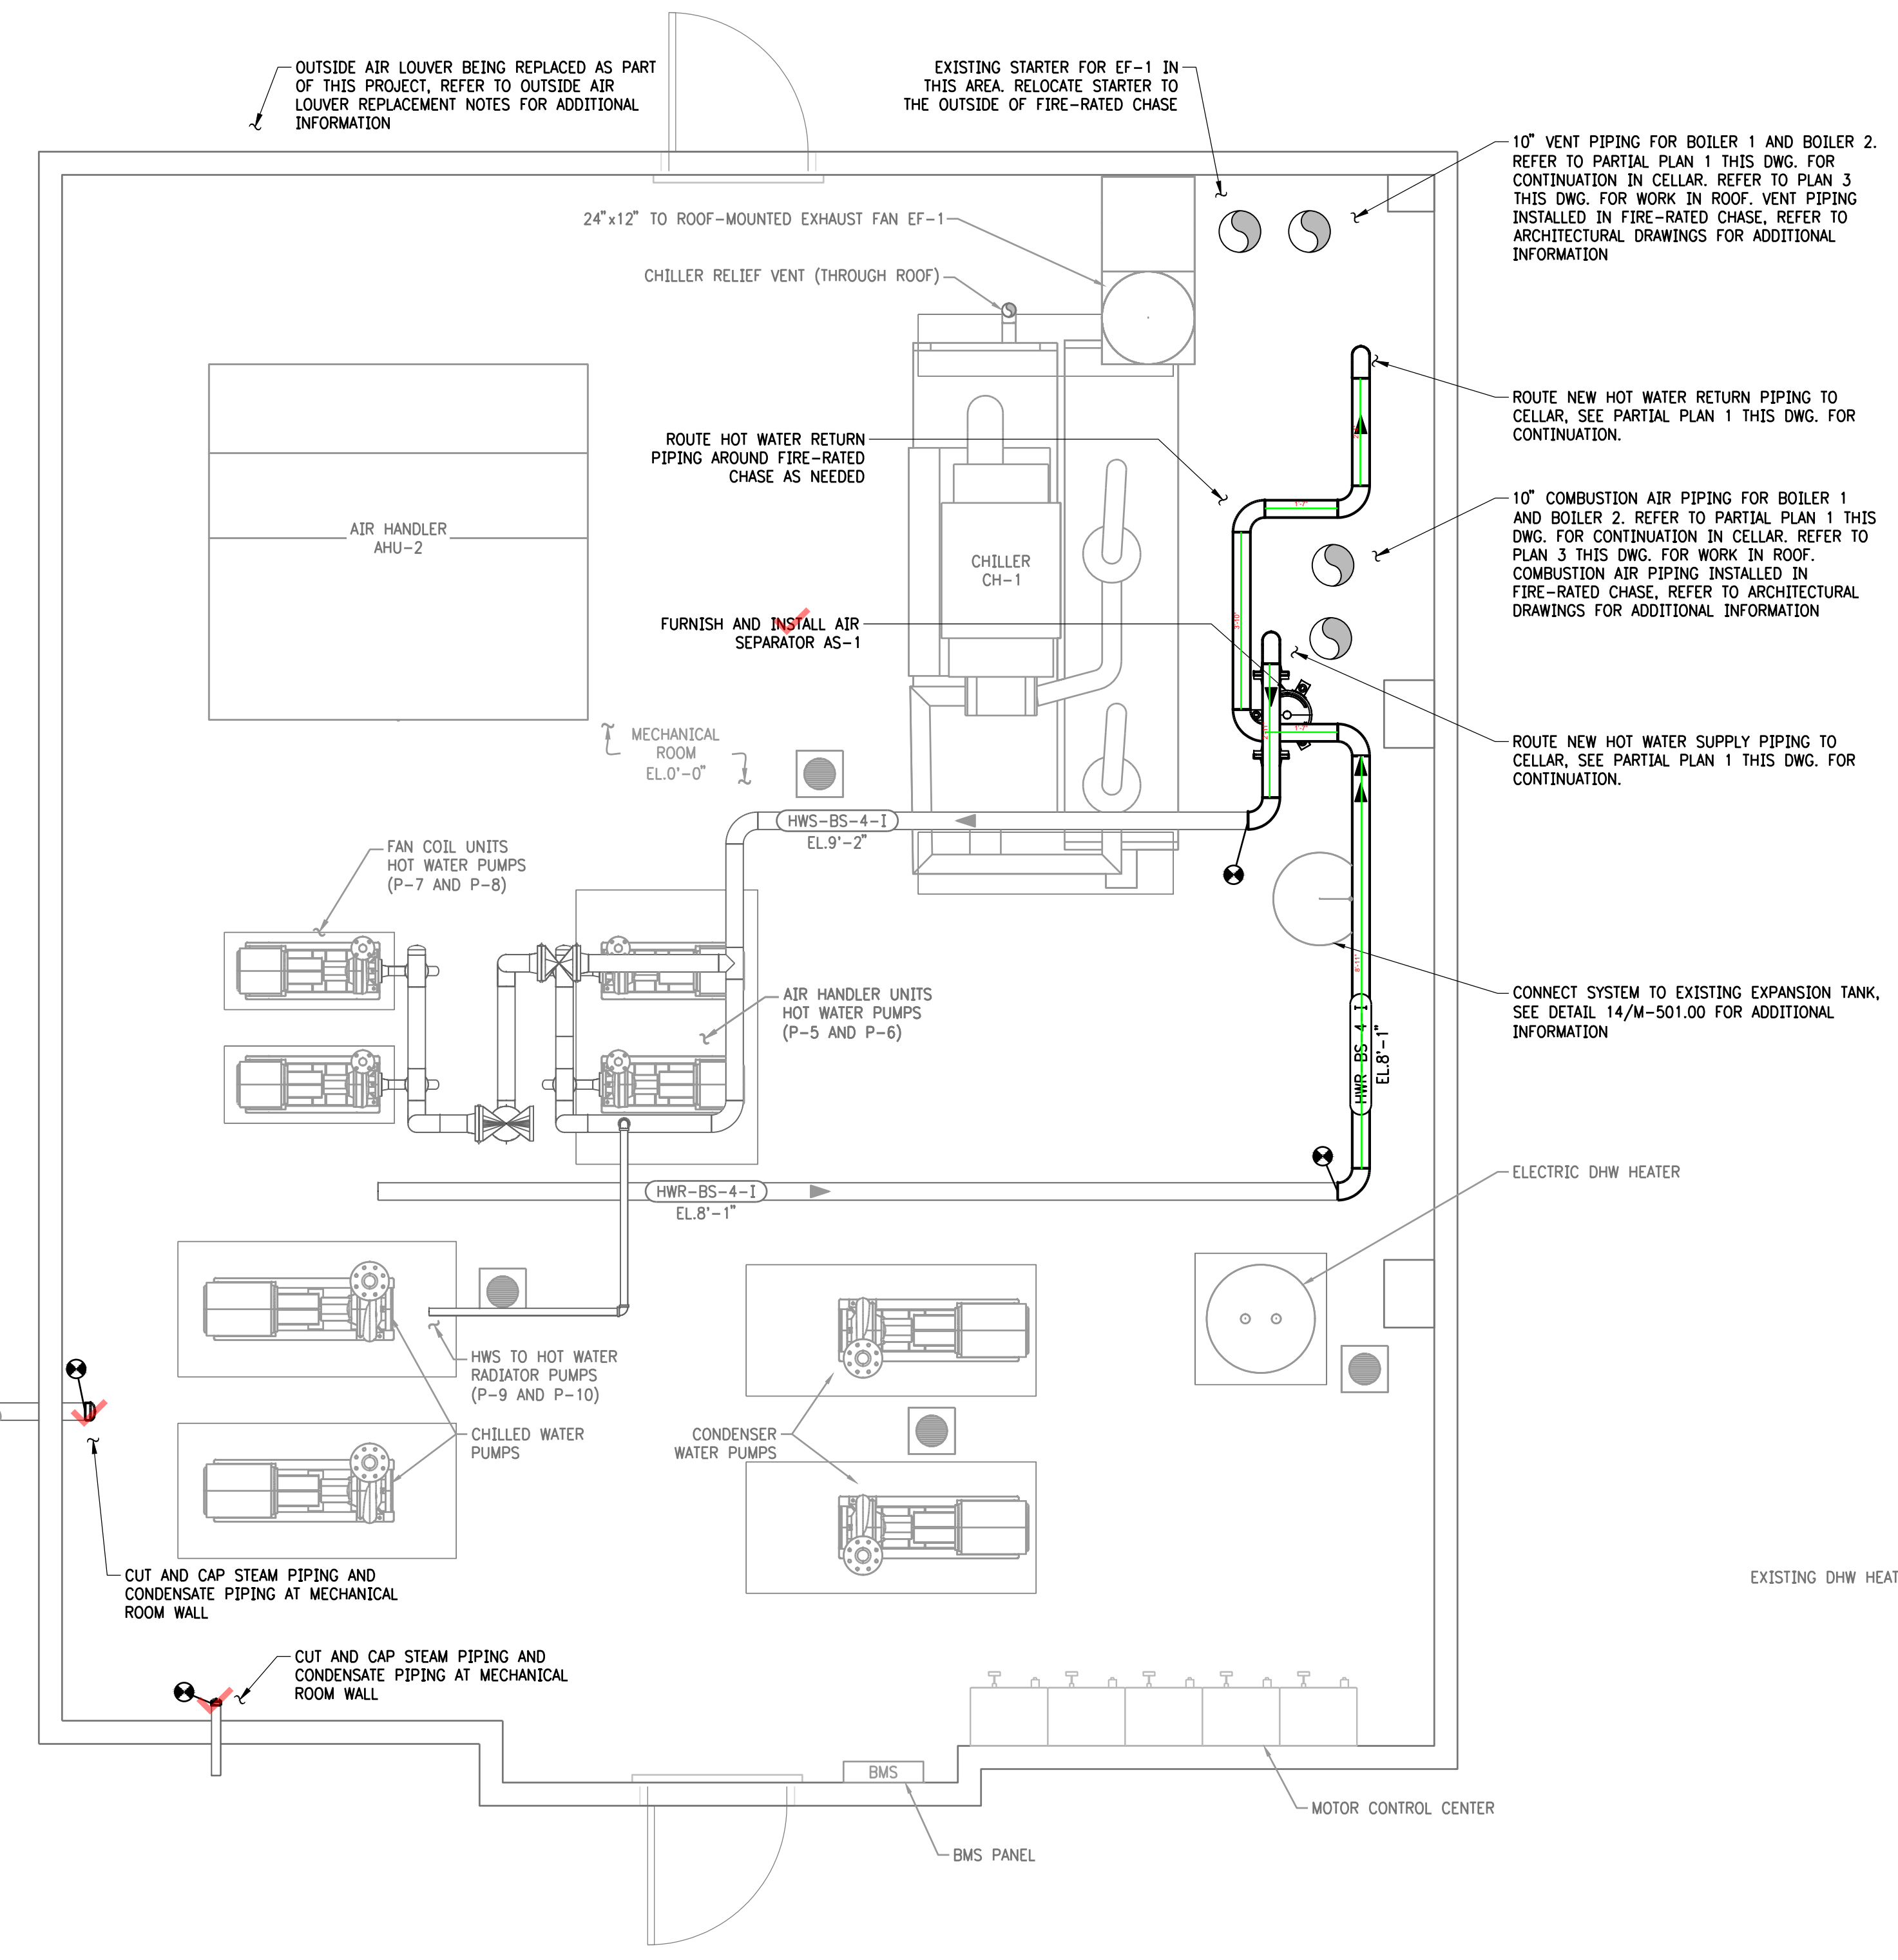 OUTSIDE AIR LOUVER BEING REPLACED AS PART
OF THIS PROJECT, REFER TO OUTSIDE AIR
LOUVER REPLACEMENT NOTES FOR ADDITIONAL
INFORMATION
EXISTING STARTER FOR EF-1 IN
THIS AREA. RELOCATE STARTER TO
THE OUTSIDE OF FIRE-RATED CHASE
10" VENT PIPING FOR BOILER 1 AND BOILER 2.
REFER TO PARTIAL PLAN 1 THIS DWG. FOR
CONTINUATION IN CELLAR. REFER TO PLAN 3
THIS DWG. FOR WORK IN ROOF. VENT PIPING
INSTALLED IN FIRE-RATED CHASE, REFER TO
ARCHITECTURAL DRAWINGS FOR ADDITIONAL
INFORMATION
24"x12" TO ROOF-MOUNTED EXHAUST FAN EF-1
CHILLER RELIEF VENT (THROUGH ROOF)
ROUTE NEW HOT WATER RETURN PIPING TO
CELLAR, SEE PARTIAL PLAN 1 THIS DWG. FOR
CONTINUATION.
ROUTE HOT WATER RETURN
PIPING AROUND FIRE-RATED
CHASE AS NEEDED
1'-7"
10" COMBUSTION AIR PIPING FOR BOILER 1
AND BOILER 2. REFER TO PARTIAL PLAN 1 THIS
DWG. FOR CONTINUATION IN CELLAR. REFER TO
PLAN 3 THIS DWG. FOR WORK IN ROOF.
COMBUSTION AIR PIPING INSTALLED IN
FIRE-RATED CHASE, REFER TO ARCHITECTURAL
DRAWINGS FOR ADDITIONAL INFORMATION
AIR HANDLER
AHU-2
CHILLER
CH-1
3'-10"
FURNISH AND INSTALL AIR
SEPARATOR AS-1
MECHANICAL
ROOM
EL.0'-0"
1'-7"
ROUTE NEW HOT WATER SUPPLY PIPING TO
CELLAR, SEE PARTIAL PLAN 1 THIS DWG. FOR
CONTINUATION.
HWS-BS-4-I
EL.9'-2"
FAN COIL UNITS
HOT WATER PUMPS
(P-7 AND P-8)
AIR HANDLER UNITS
HOT WATER PUMPS
(P-5 AND P-6)
8'-11"
CONNECT SYSTEM TO EXISTING EXPANSION TANK,
SEE DETAIL 14/M-501.00 FOR ADDITIONAL
INFORMATION
HWR-BS-4-I
EL.8'-1"
HWR-BS-4-I
EL.8'-1"
ELECTRIC DHW HEATER
HWS TO HOT WATER
RADIATOR PUMPS
(P-9 AND P-10)
CHILLED WATER
PUMPS
CONDENSER
WATER PUMPS
CUT AND CAP STEAM PIPING AND
CONDENSATE PIPING AT MECHANICAL
ROOM WALL
EXISTING DHW HEAT
CUT AND CAP STEAM PIPING AND
CONDENSATE PIPING AT MECHANICAL
ROOM WALL
BMS
MOTOR CONTROL CENTER
BMS PANEL